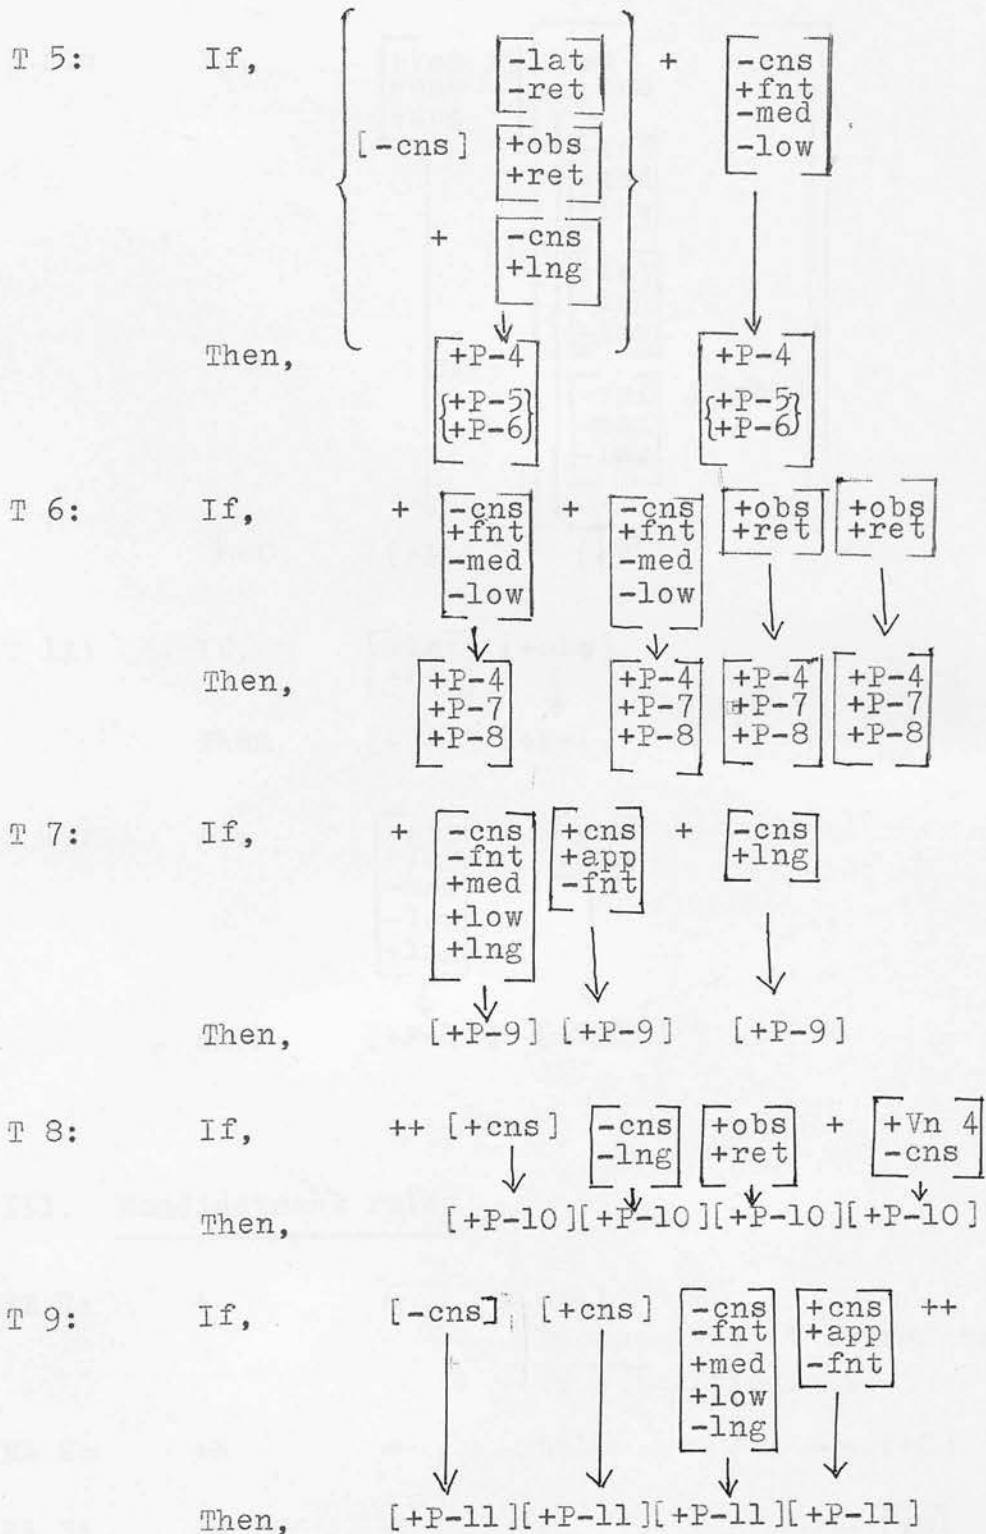 T 5: If, [-lat + [-cns
-ret] +fnt
-med
[-cns] [+obs -low]
+ret]
+ [-cns
+lng]
Then, [+P-4 [+P-4
{+P-5 {+P-5
+P-6}] +P-6}]
T 6: If, + [-cns + [-cns [+obs [+obs
+fnt +fnt +ret] +ret]
-med -med
-low] -low]
Then, [+P-4 [+P-4 [+P-4 [+P-4
+P-7 +P-7 +P-7 +P-7
+P-8] +P-8] +P-8] +P-8]
T 7: If, + [-cns [+cns + [-cns
-fnt +app +lng]
+med -fnt]
+low
+lng]
Then, [+P-9] [+P-9] [+P-9]
T 8: If, ++ [+cns] [-cns [+obs + [+Vn 4
-lng] +ret] -cns]
Then, [+P-10][+P-10][+P-10][+P-10]
T 9: If, [-cns] [+cns] [-cns [+cns ++
-fnt +app
+med -fnt]
+low
-lng]
Then, [+P-11][+P-11][+P-11][+P-11]